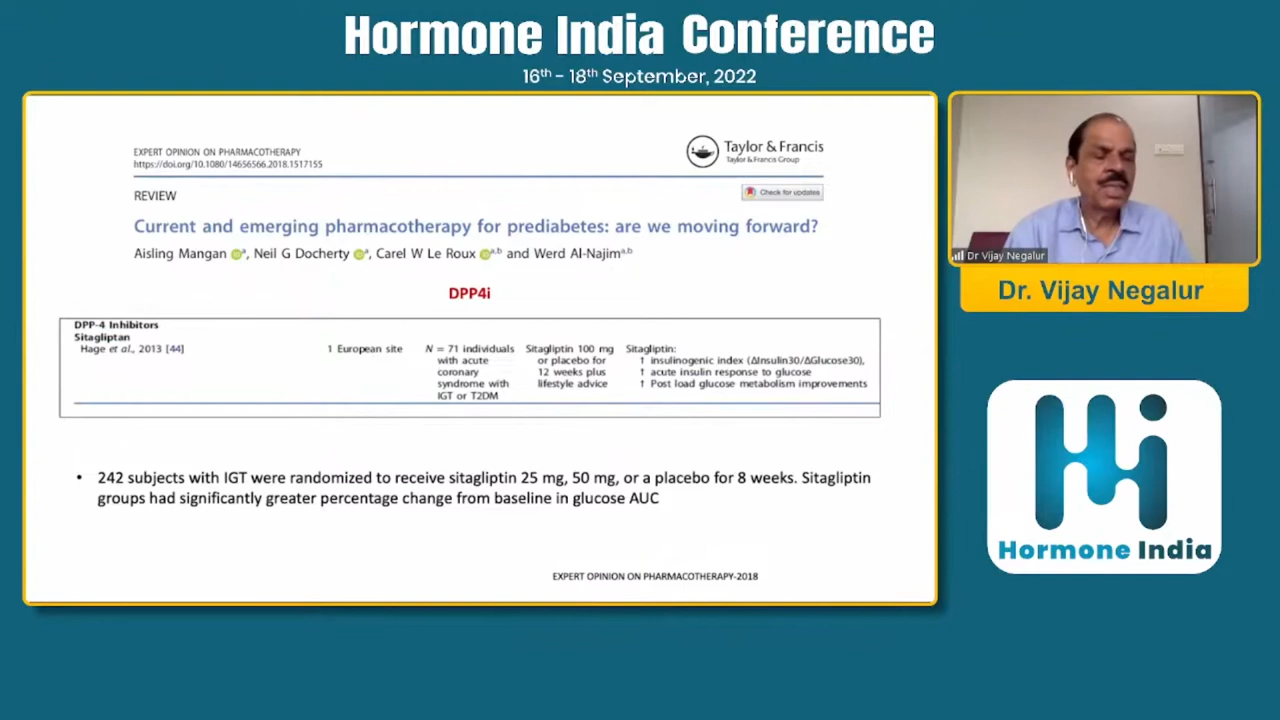 Hormone India Conference
16th - 18th September, 2022
EXPERT OPINION ON PHARMACOTHERAPY
https://doi.org/10.1080/14656566.2018.1517155
Taylor & Francis
Taylor & Francis Group
REVIEW
Check for updates
Current and emerging pharmacotherapy for prediabetes: are we moving forward?
Aisling Mangan a, Neil G Docherty a, Carel W Le Roux a,b and Werd Al-Najim a,b
DPP4i
DPP-4 Inhibitors
Sitagliptan
Hage et al., 2013 [44]
1 European site
N = 71 individuals
with acute
coronary
syndrome with
IGT or T2DM
Sitagliptin 100 mg
or placebo for
12 weeks plus
lifestyle advice
Sitagliptin:
↑ insulinogenic index (ΔInsulin30/ΔGlucose30),
↑ acute insulin response to glucose
↑ Post load glucose metabolism improvements
• 242 subjects with IGT were randomized to receive sitagliptin 25 mg, 50 mg, or a placebo for 8 weeks. Sitagliptin
groups had significantly greater percentage change from baseline in glucose AUC
EXPERT OPINION ON PHARMACOTHERAPY-2018
Dr Vijay Negalur
Dr. Vijay Negalur
Hormone India